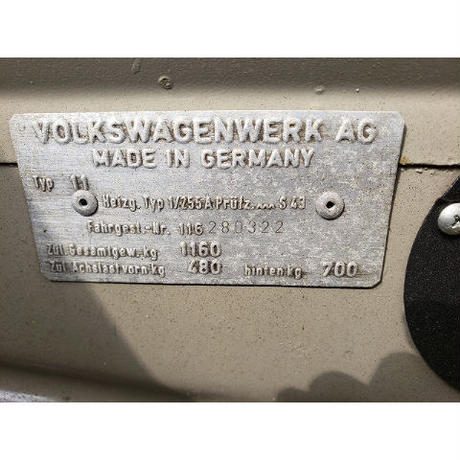 VOLKSWAGENWERK AG
MADE IN GERMANY
Typ 11
Heizg. Typ 1/255A Prüfz. S 43
Fahrgest.-Nr. 116 280322
Zul. Gesamtgew. kg 1160
Zul. Achslast vorn kg 480 hinten kg 700